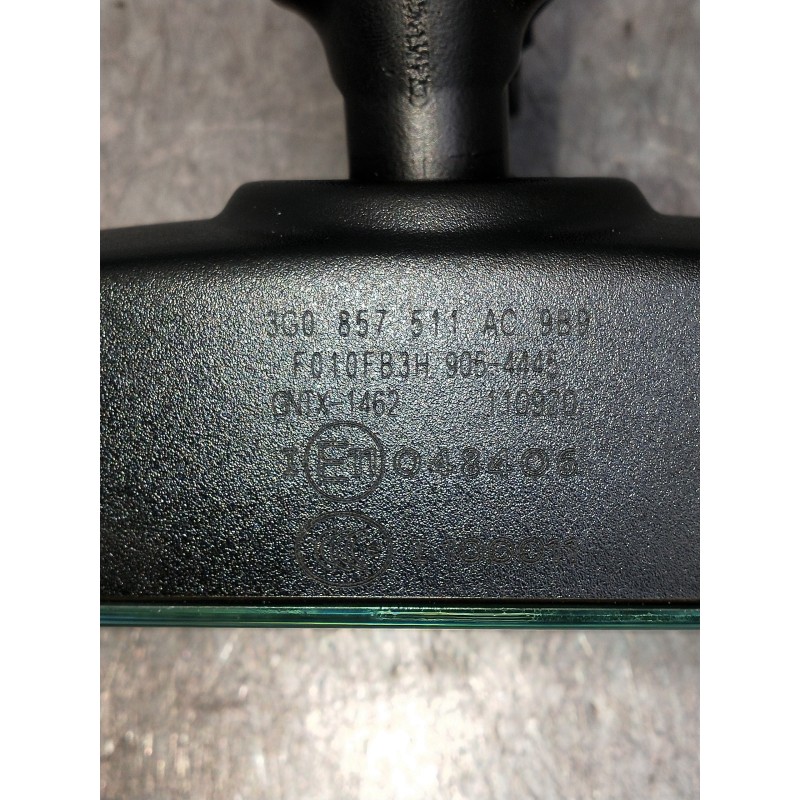 3G0 857 511 AC 9B9
F010FB3H 905-4445
GNTX-1462 110920
I E11 048406